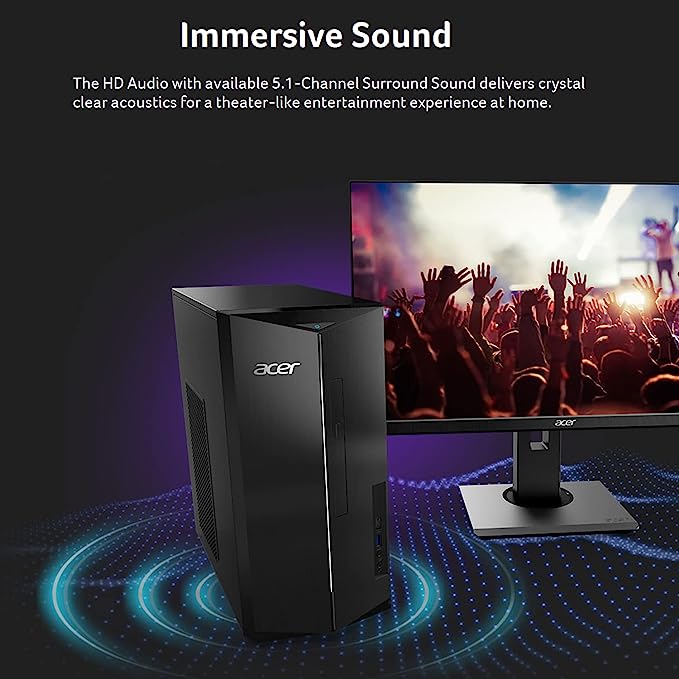 Immersive Sound
The HD Audio with available 5.1-Channel Surround Sound delivers crystal
clear acoustics for a theater-like entertainment experience at home.
acer
acer